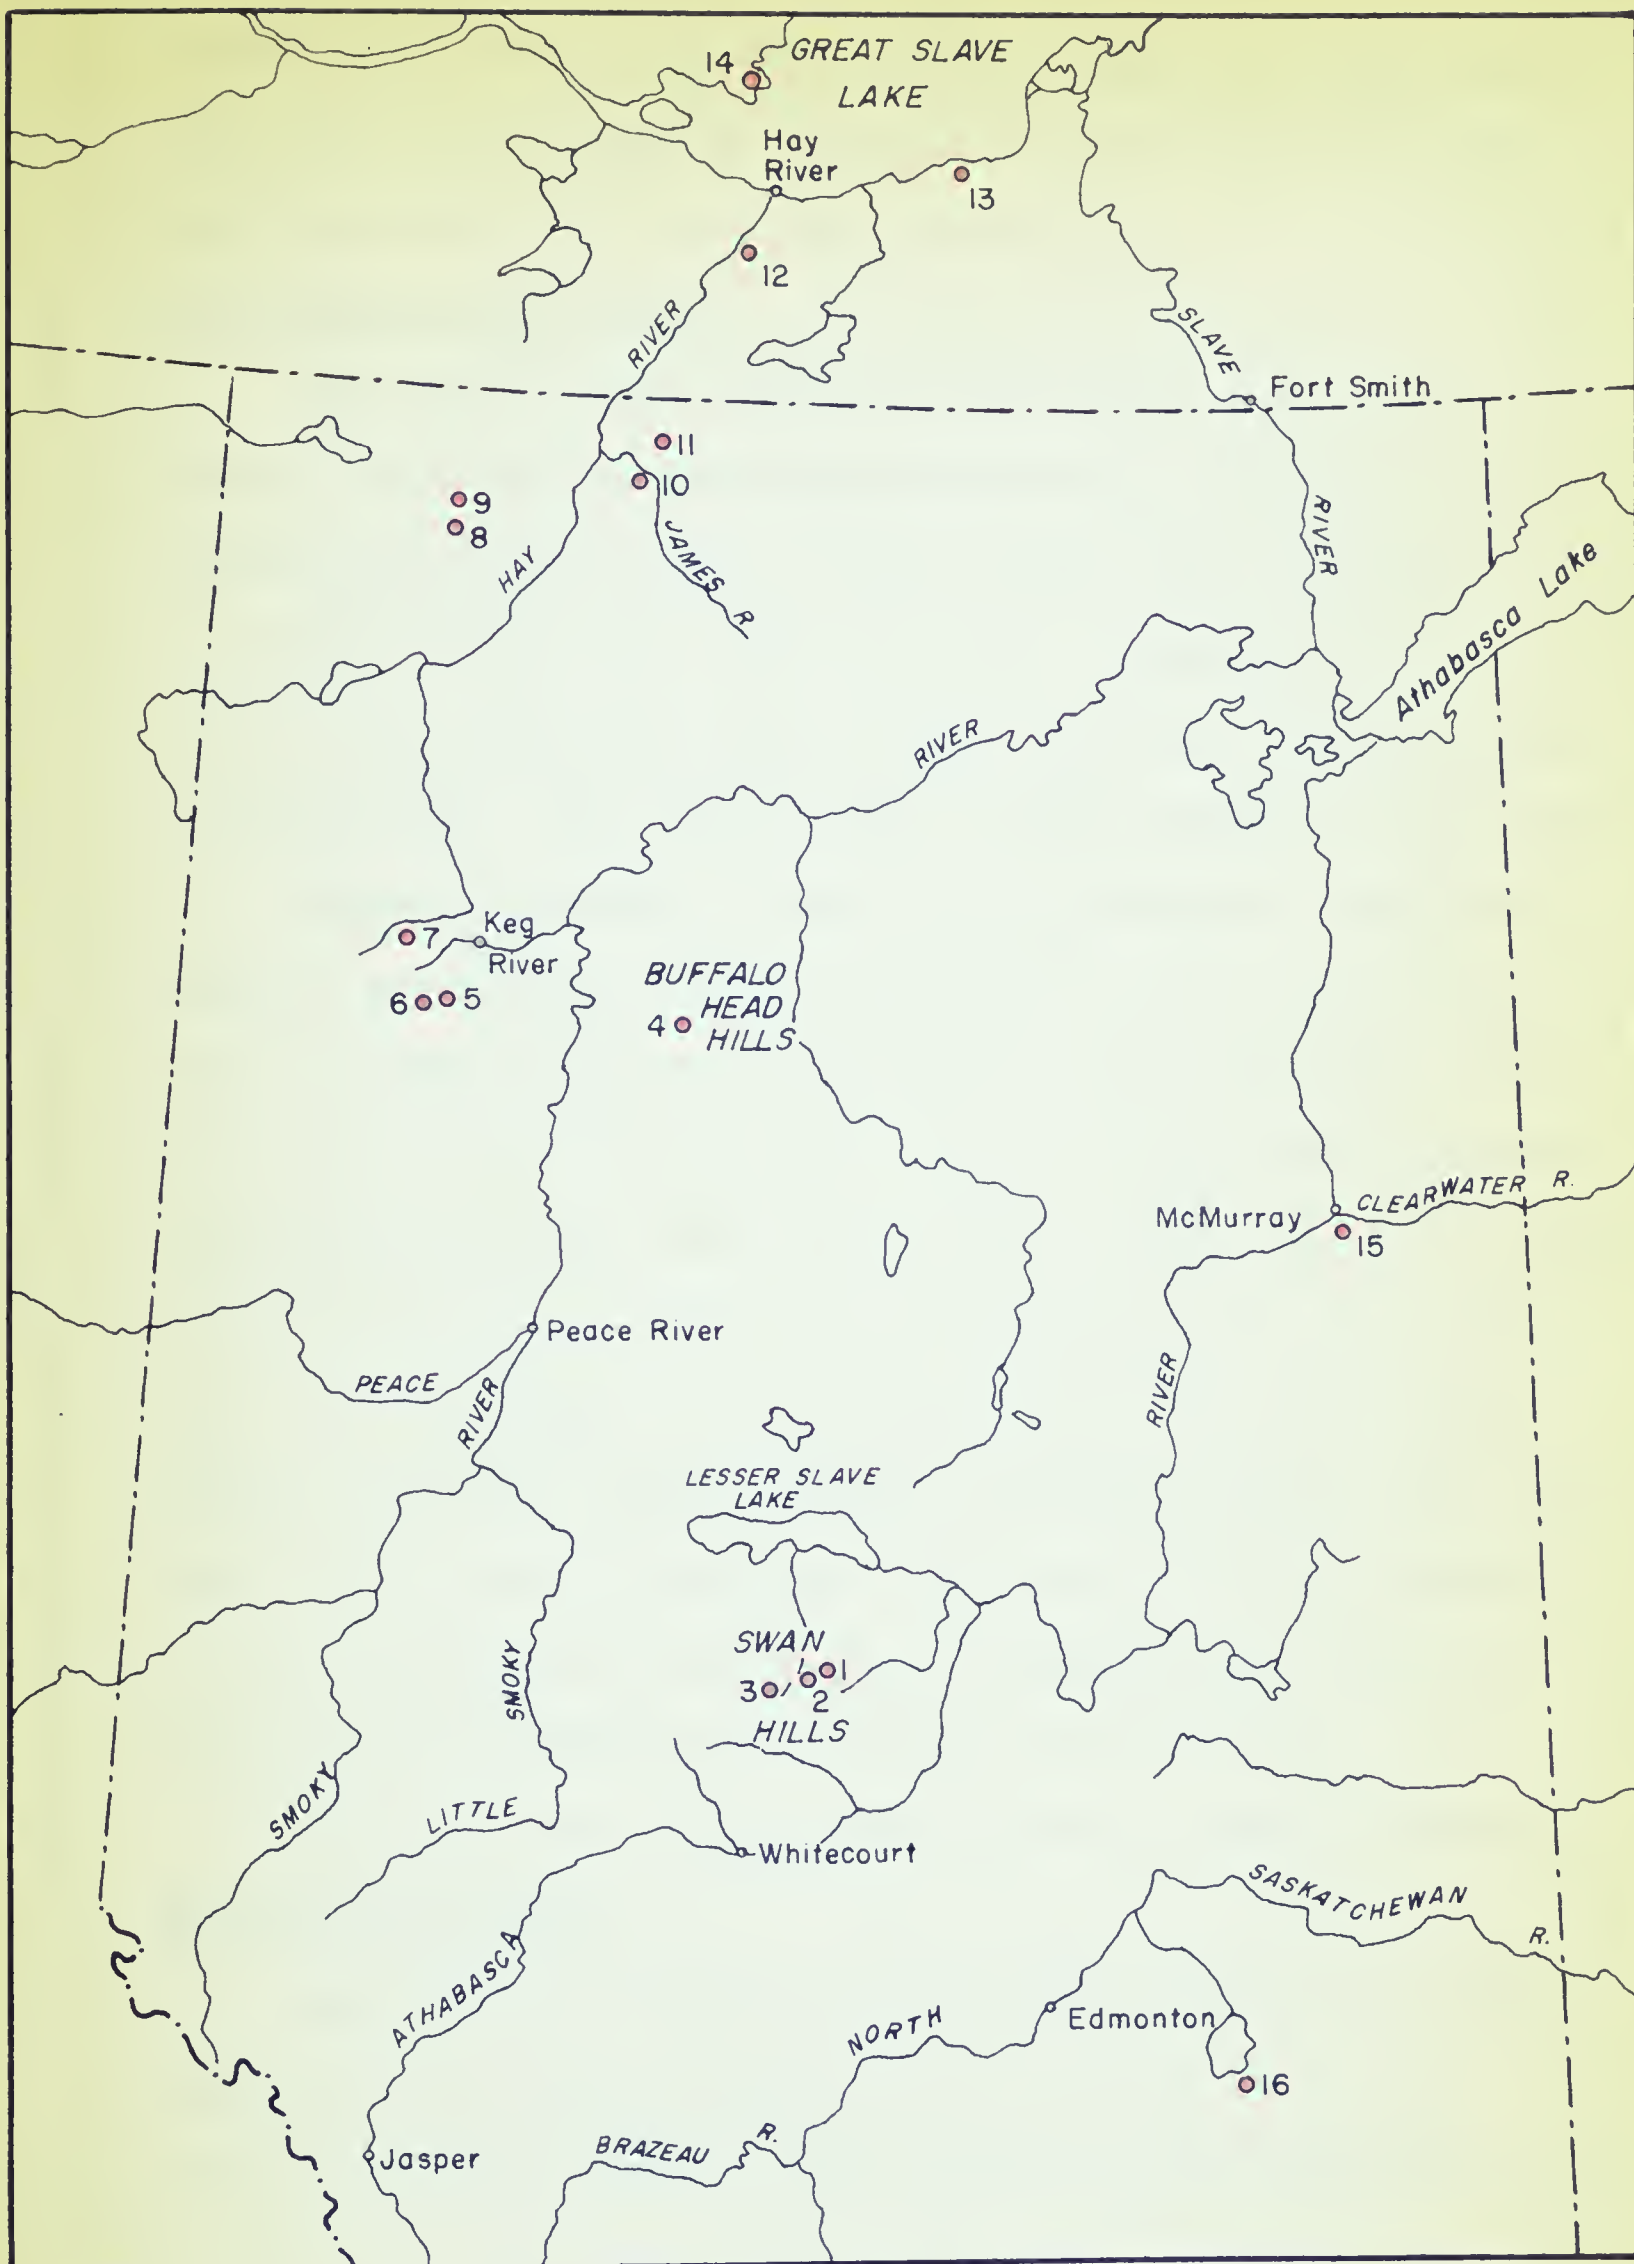 14
GREAT SLAVE
LAKE
Hay
River
13
12
RIVER
SLAVE
Fort Smith
11
10
9
8
HAY
JAMES R
RIVER
Athabasca Lake
RIVER
7
Keg
River
6
5
BUFFALO
HEAD
HILLS
4
McMurray
CLEARWATER R.
15
Peace River
PEACE
RIVER
RIVER
LESSER SLAVE
LAKE
SWAN
1
2
3
HILLS
SMOKY
SMOKY
LITTLE
Whitecourt
SASKATCHEWAN
R.
ATHABASCA
NORTH
Edmonton
16
BRAZEAU R.
Jasper